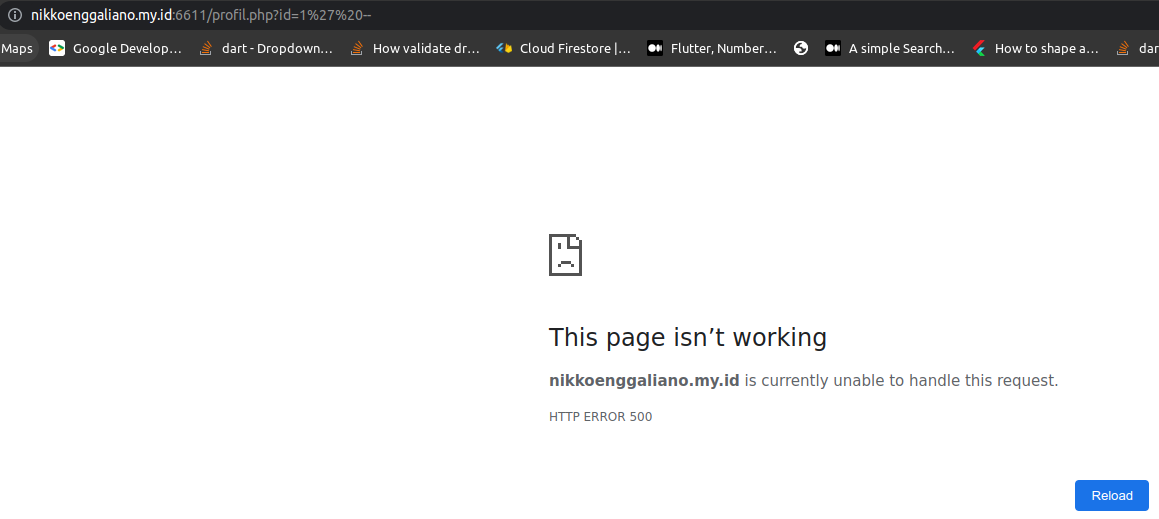 nikkoenggaliano.my.id:6611/profil.php?id=1%27%20--
Maps Google Develop... dart - Dropdown... How validate dr... Cloud Firestore |... Flutter, Number... A simple Search... How to shape a... dar
This page isn’t working
nikkoenggaliano.my.id is currently unable to handle this request.
HTTP ERROR 500
Reload